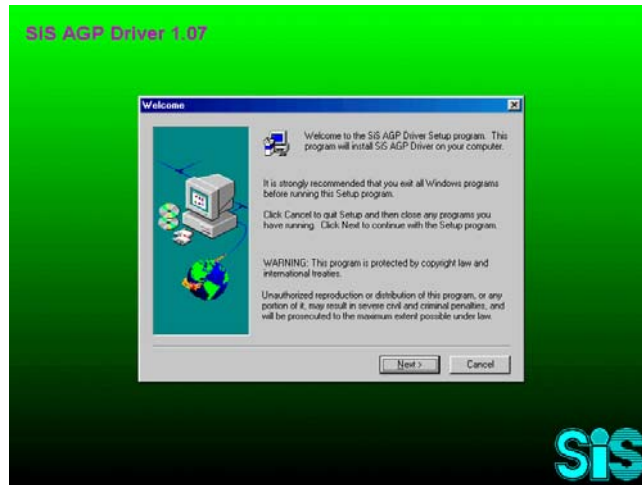 SiS AGP Driver 1.07
Welcome
Welcome to the SiS AGP Driver Setup program. This
program will install SiS AGP Driver on your computer.
It is strongly recommended that you exit all Windows programs
before running this Setup program.
Click Cancel to quit Setup and then close any programs you
have running. Click Next to continue with the Setup program.
WARNING: This program is protected by copyright law and
international treaties.
Unauthorized reproduction or distribution of this program, or any
portion of it, may result in severe civil and criminal penalties, and
will be prosecuted to the maximum extent possible under law.
Next >
Cancel
SiS